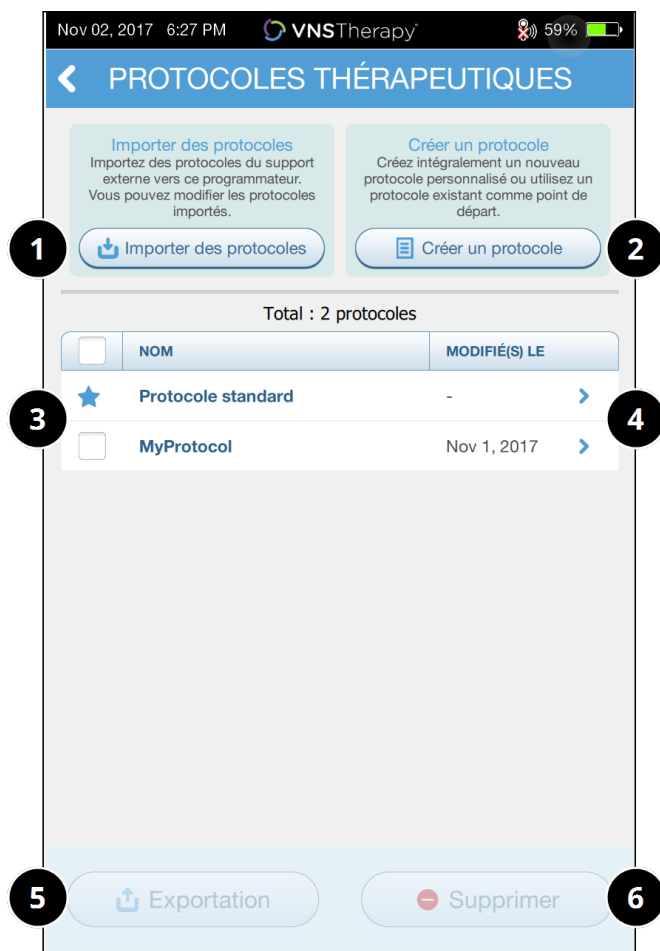 Nov 02, 2017 6:27 PM VNSTherapy 59%
PROTOCOLES THÉRAPEUTIQUES
Importer des protocoles
Importez des protocoles du support
externe vers ce programmateur.
Vous pouvez modifier les protocoles
importés.
1 Importer des protocoles
Créer un protocole
Créez intégralement un nouveau
protocole personnalisé ou utilisez un
protocole existant comme point de
départ.
Créer un protocole 2
Total : 2 protocoles
NOM MODIFIÉ(S) LE
Protocole standard -
3 4
MyProtocol Nov 1, 2017
5 Exportation Supprimer 6